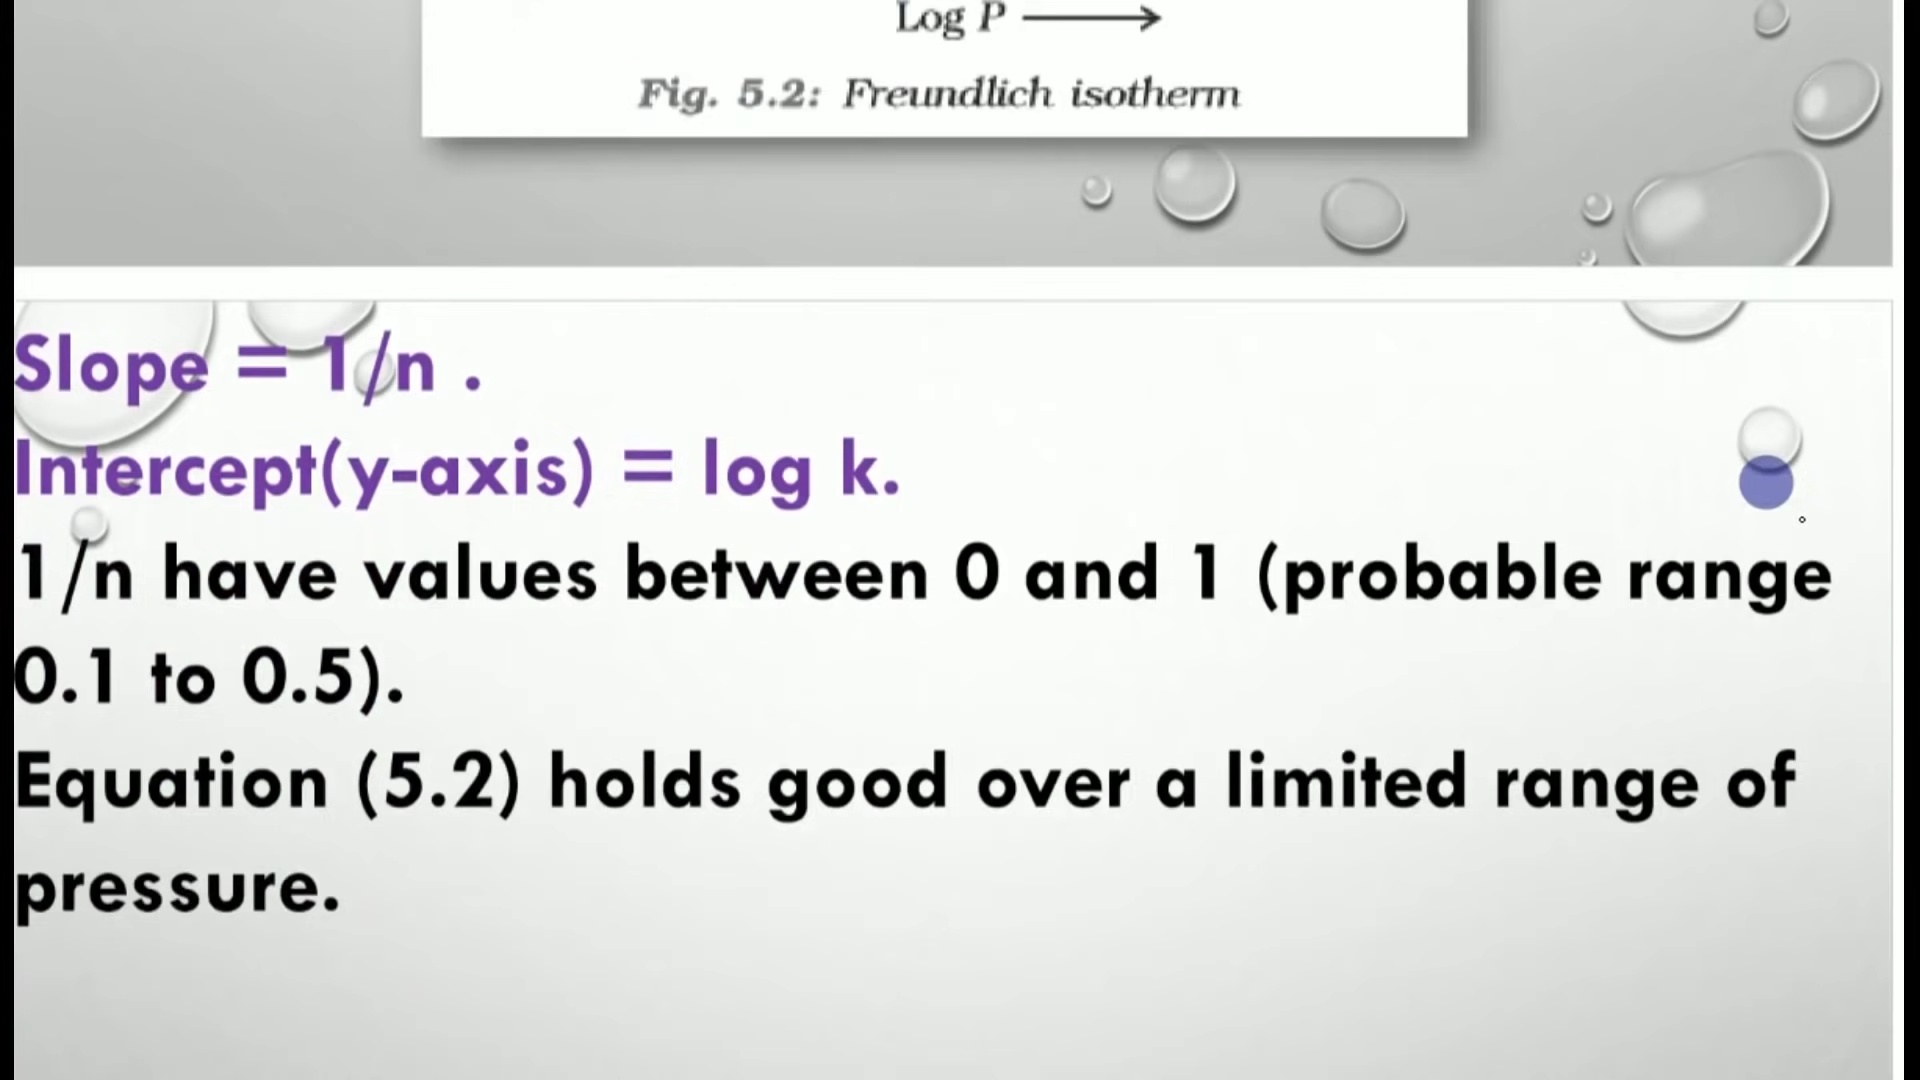 Log P
Fig. 5.2: Freundlich isotherm
Slope = 1/n .
Intercept(y-axis) = log k.
1/n have values between 0 and 1 (probable range
0.1 to 0.5).
Equation (5.2) holds good over a limited range of
pressure.